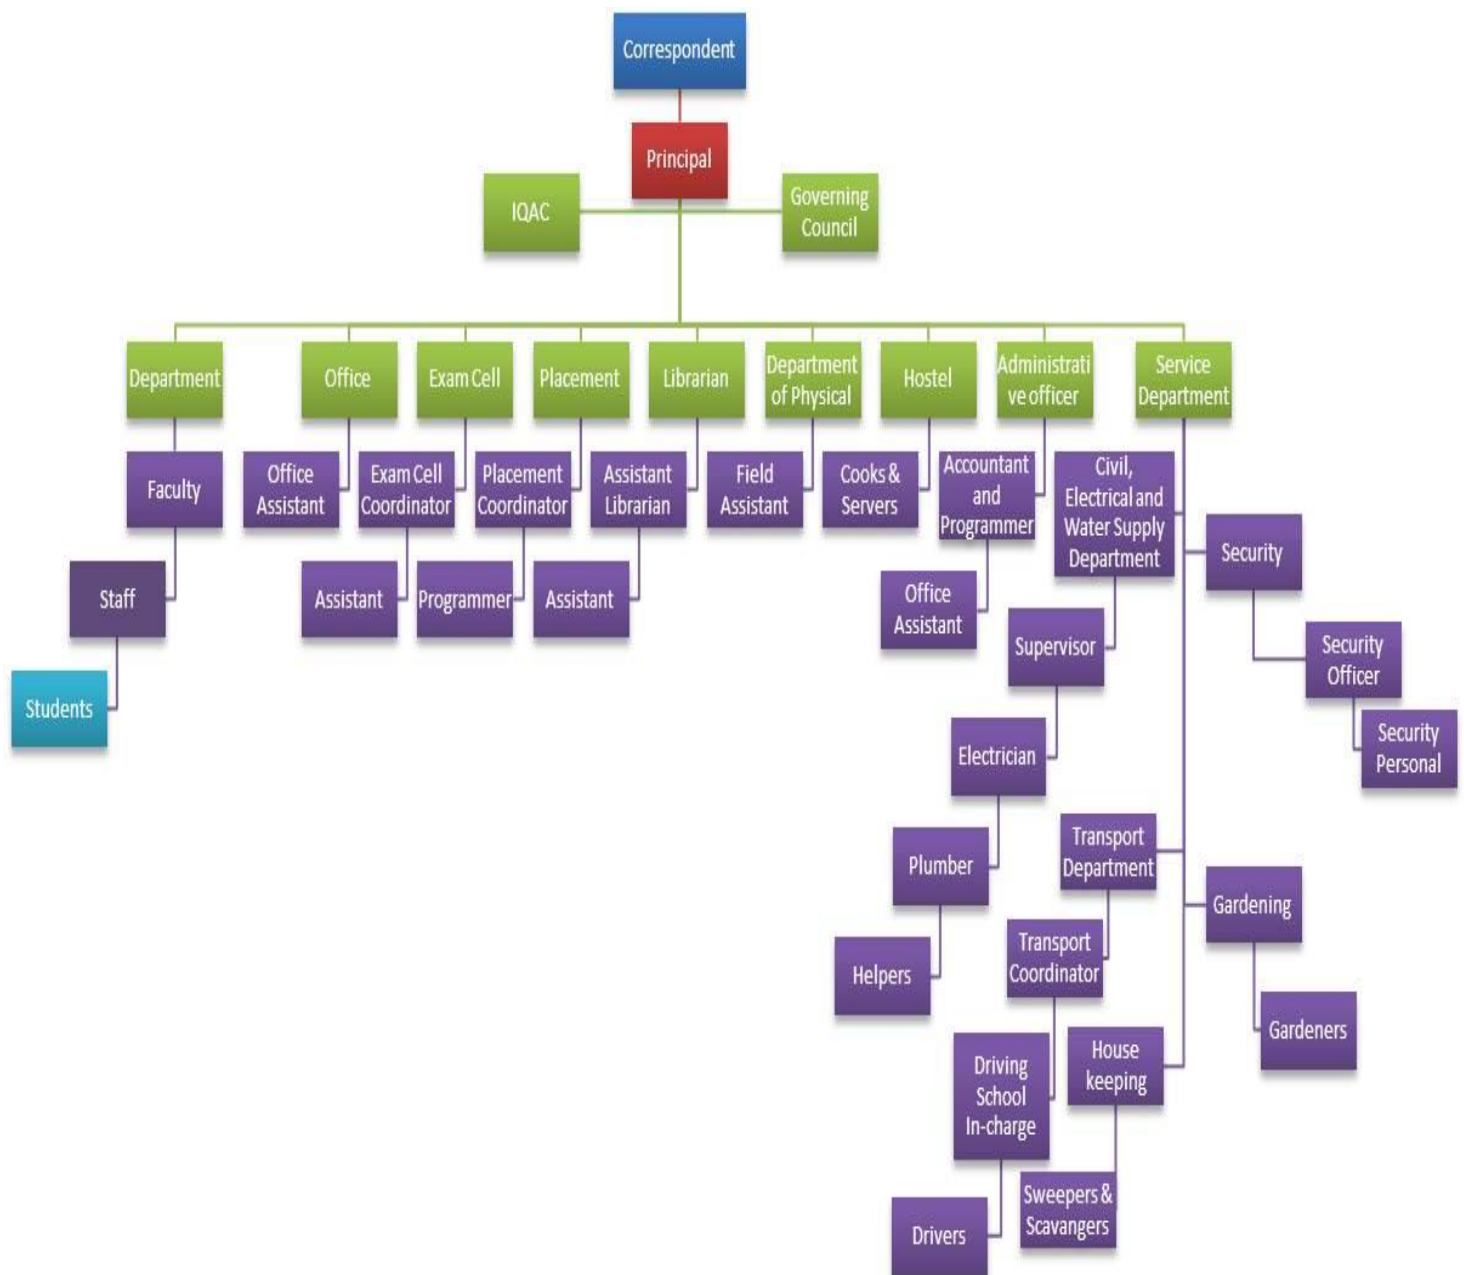 Correspondent
Principal
IQAC
Governing
Council
Department
Office
Exam Cell
Placement
Librarian
Department
of Physical
Hostel
Administrati
ve officer
Service
Department
Faculty
Office
Assistant
Exam Cell
Coordinator
Placement
Coordinator
Assistant
Librarian
Field
Assistant
Cooks &
Servers
Accountant
and
Programmer
Civil,
Electrical and
Water Supply
Department
Security
Staff
Assistant
Programmer
Assistant
Office
Assistant
Supervisor
Security
Officer
Students
Electrician
Security
Personal
Plumber
Transport
Department
Gardening
Helpers
Transport
Coordinator
Gardeners
Driving
School
In-charge
House
keeping
Drivers
Sweepers &
Scavangers